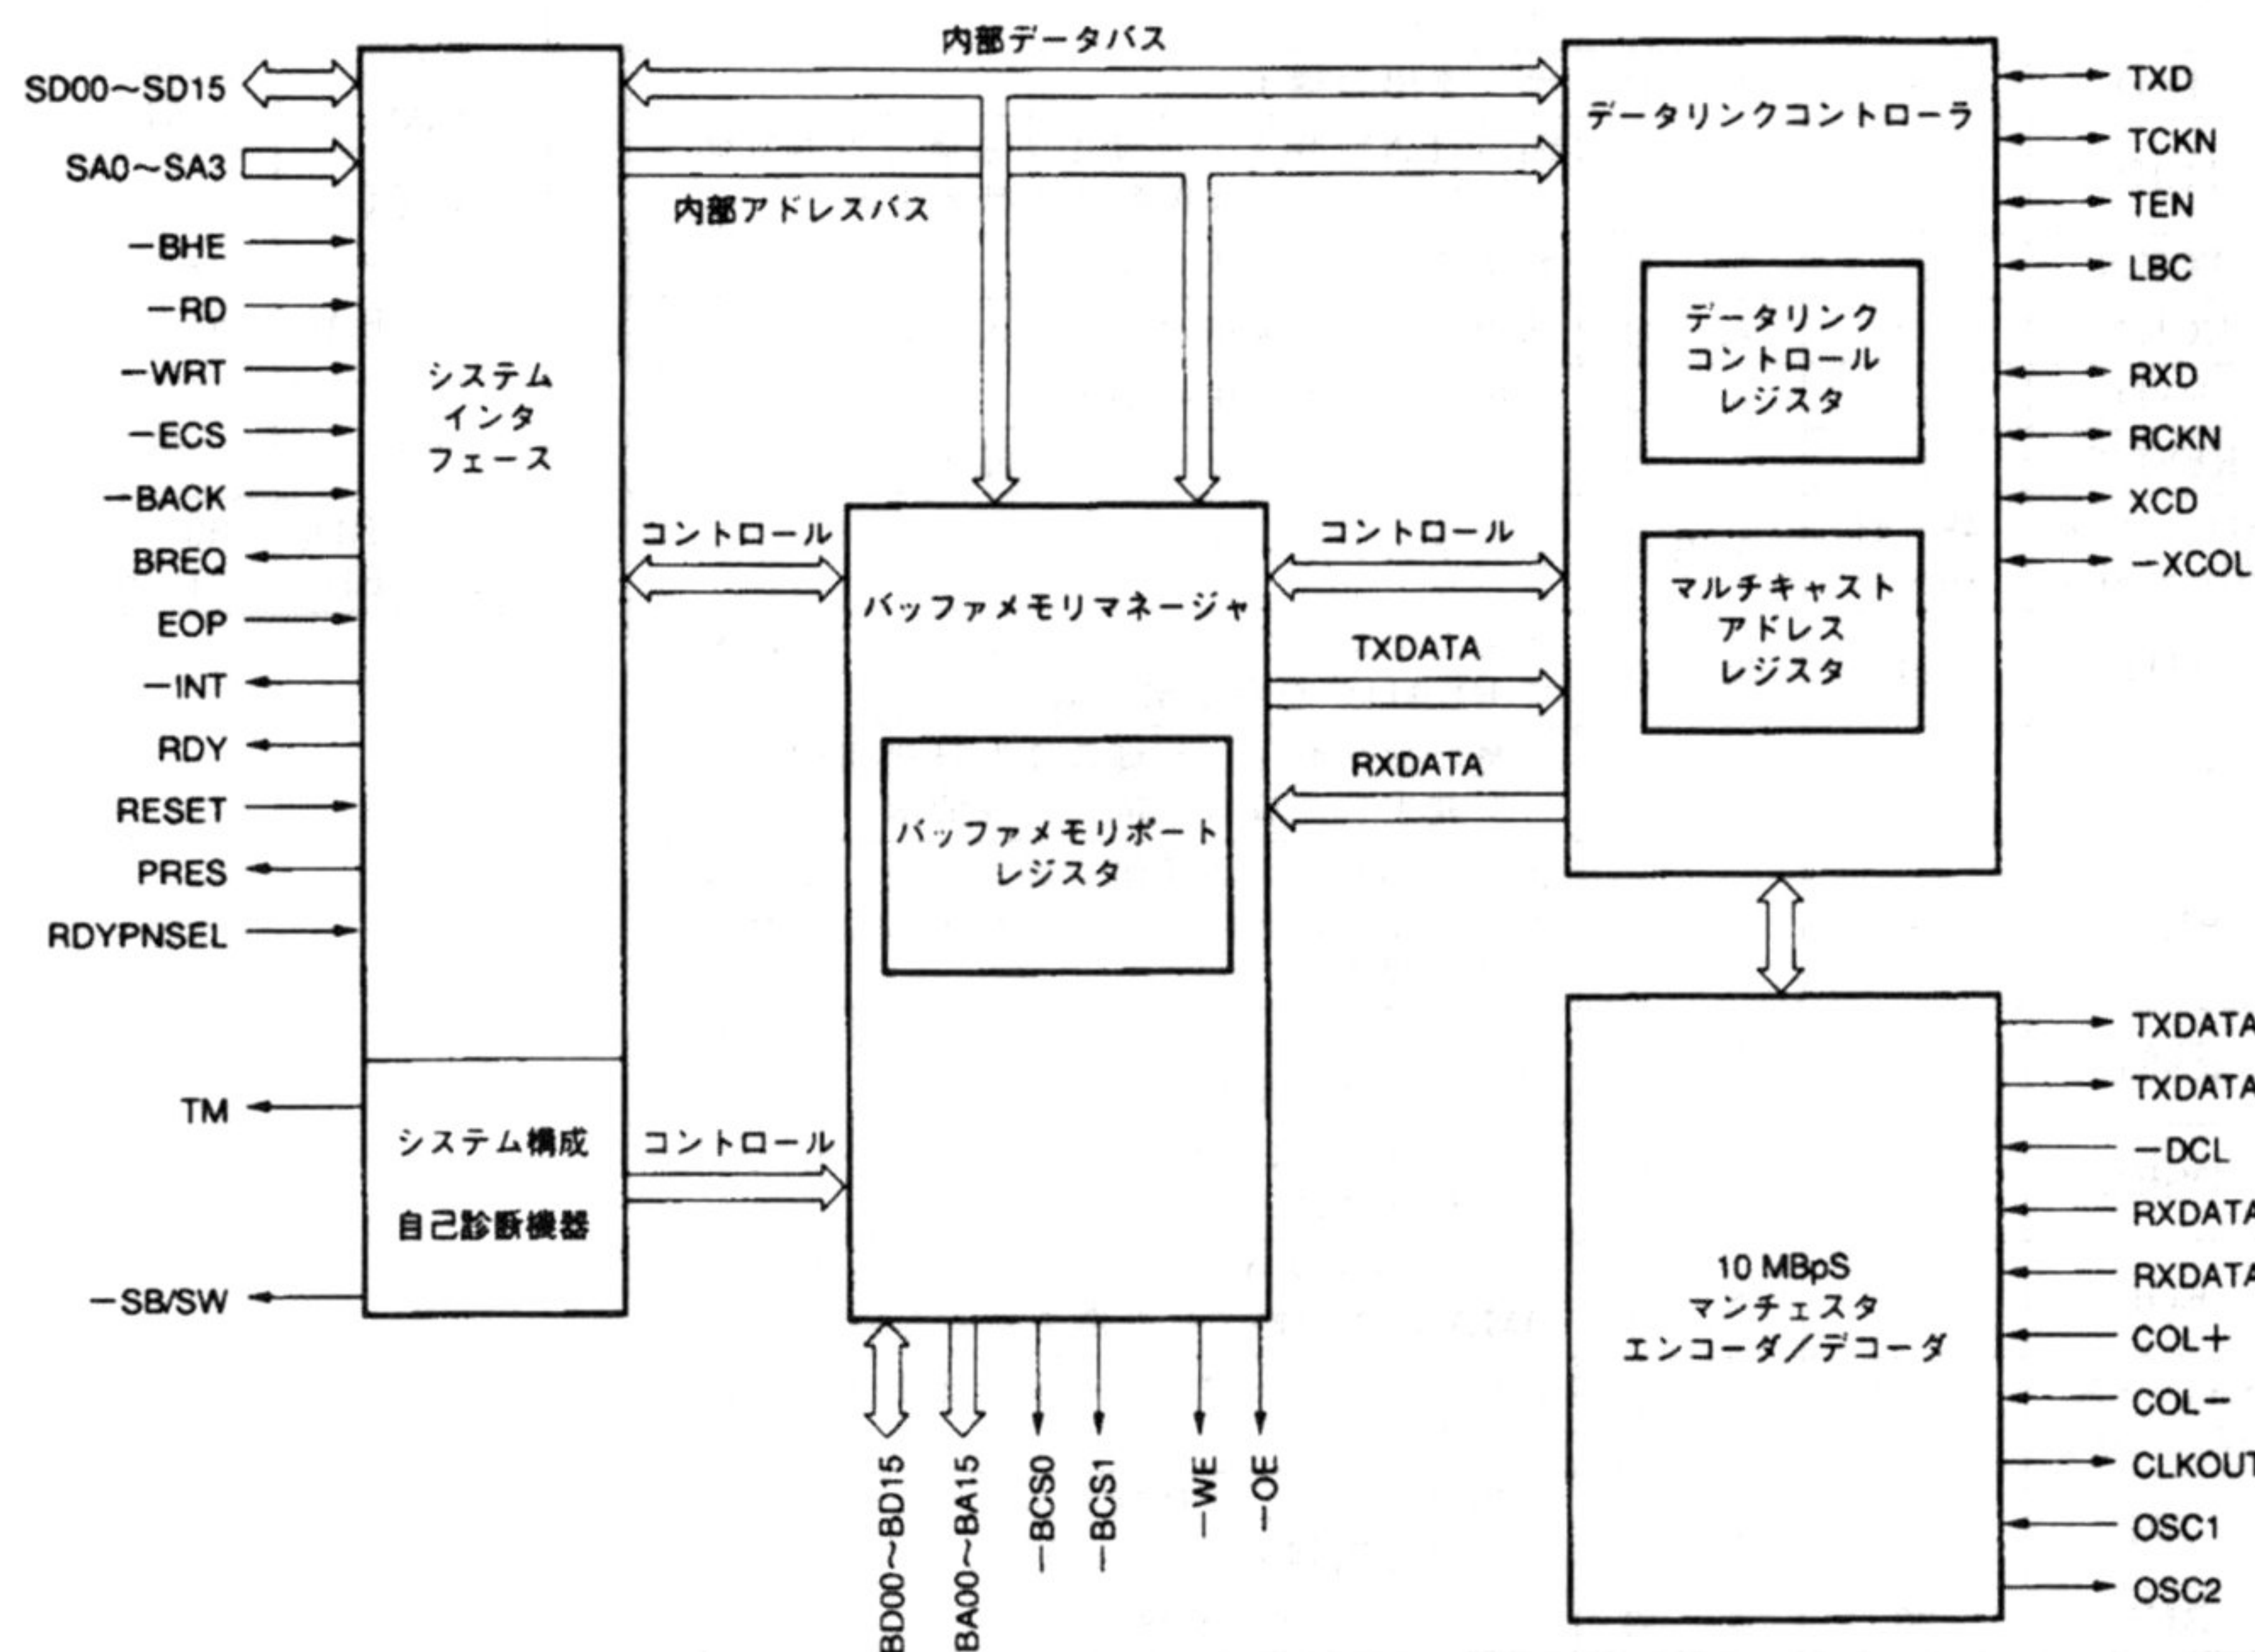 内部データバス
SD00〜SD15
SA0〜SA3
内部アドレスバス
−BHE
−RD
−WRT
−ECS
−BACK
BREQ
EOP
−INT
RDY
RESET
PRES
RDYPNSEL
TM
−SB/SW
システム
インタ
フェース
システム構成
自己診断機器
コントロール
コントロール
バッファメモリマネージャ
バッファメモリポート
レジスタ
コントロール
TXDATA
RXDATA
BD00〜BD15
BA00〜BA15
−BCS0
−BCS1
−WE
−OE
データリンクコントローラ
データリンク
コントロール
レジスタ
マルチキャスト
アドレス
レジスタ
TXD
TCKN
TEN
LBC
RXD
RCKN
XCD
−XCOL
10 MBpS
マンチェスタ
エンコーダ/デコーダ
TXDATA
TXDATA
−DCL
RXDATA
RXDATA
COL+
COL−
CLKOUT
OSC1
OSC2